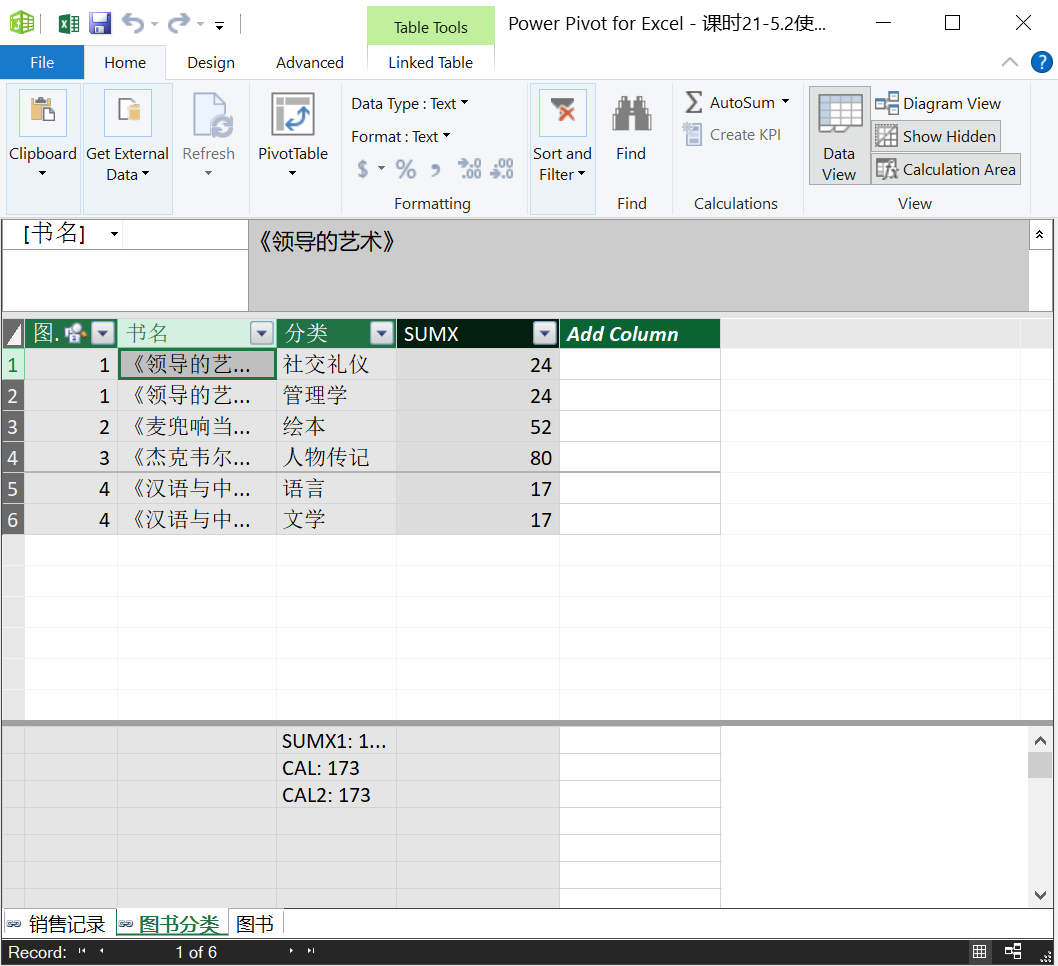 Table Tools
Power Pivot for Excel - 课时21-5.2使...
File
Home
Design
Advanced
Linked Table
Clipboard
Get External Data
Refresh
PivotTable
Data Type : Text
Format : Text
$ % ,
Formatting
Sort and Filter
Find
Find
AutoSum
Create KPI
Calculations
Data View
Diagram View
Show Hidden
Calculation Area
View
[书名]
《领导的艺术》
图. 书名 分类 SUMX Add Column
1 1 《领导的艺... 社交礼仪 24
2 1 《领导的艺... 管理学 24
3 2 《麦兜响当... 绘本 52
4 3 《杰克韦尔... 人物传记 80
5 4 《汉语与中... 语言 17
6 4 《汉语与中... 文学 17
SUMX1: 1...
CAL: 173
CAL2: 173
销售记录 图书分类 图书
Record: 1 of 6